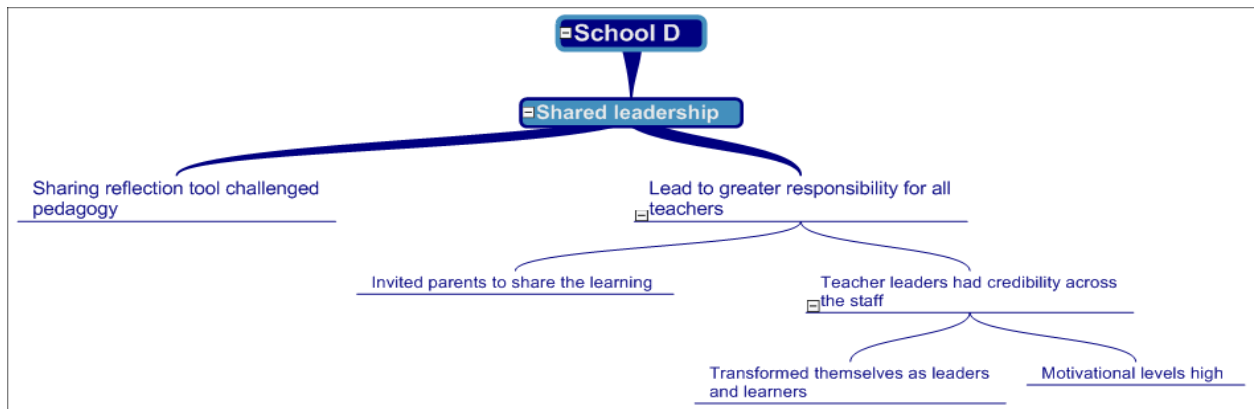 School D
Shared leadership
Sharing reflection tool challenged
pedagogy
Lead to greater responsibility for all
teachers
Invited parents to share the learning
Teacher leaders had credibility across
the staff
Transformed themselves as leaders
and learners
Motivational levels high